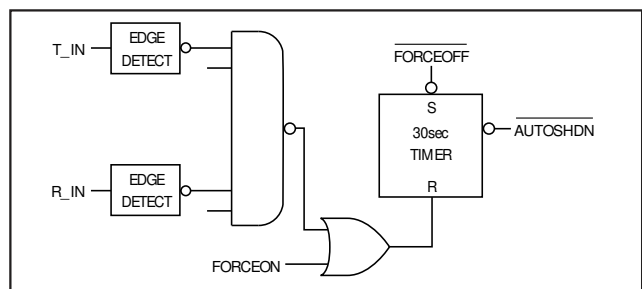 T_IN
EDGE
DETECT
R_IN
EDGE
DETECT
FORCEON
FORCEOFF
S
30sec
TIMER
R
AUTOSHDN